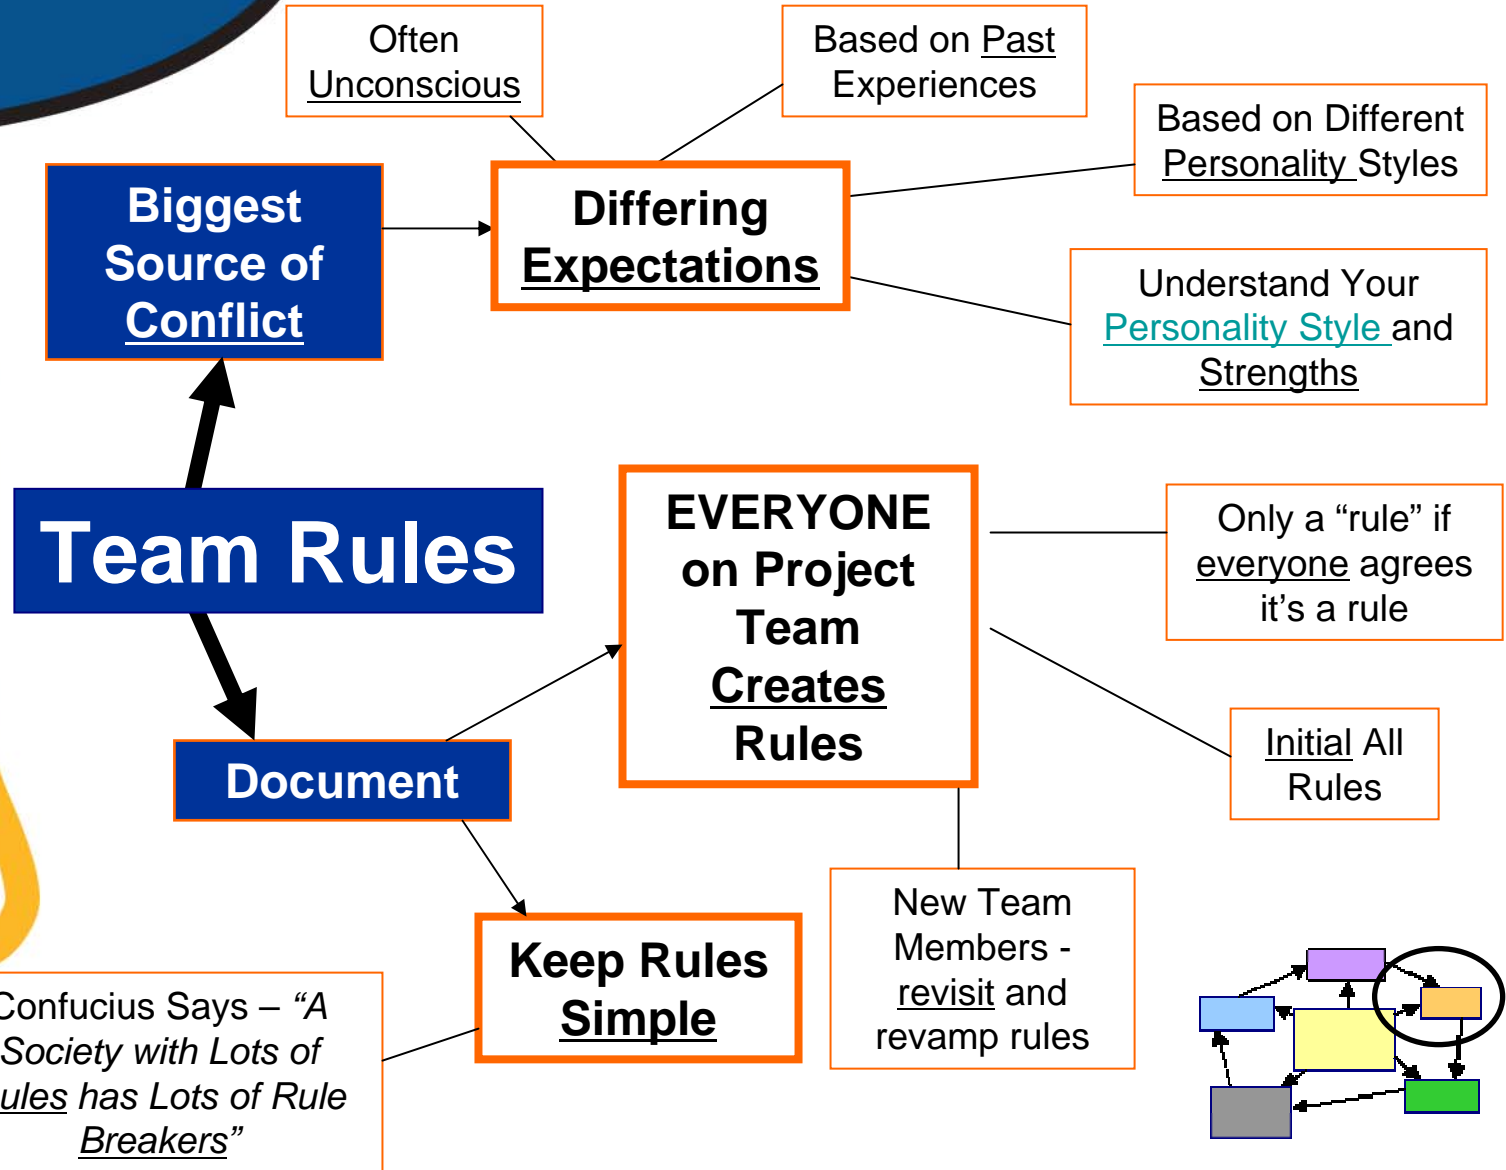 Often
Unconscious
Based on Past
Experiences
Based on Different
Personality Styles
Biggest
Source of
Conflict
Differing
Expectations
Understand Your
Personality Style and
Strengths
Team Rules
EVERYONE
on Project
Team
Creates
Rules
Only a “rule” if
everyone agrees
it’s a rule
Initial All
Rules
Document
New Team
Members -
revisit and
revamp rules
Keep Rules
Simple
Confucius Says – “A
Society with Lots of
ules has Lots of Rule
Breakers”